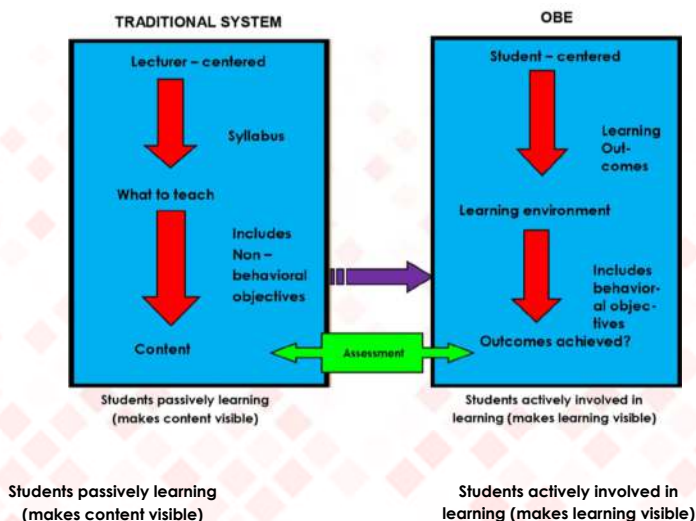 TRADITIONAL SYSTEM
Lecturer – centered
Syllabus
What to teach
Includes
Non –
behavioral
objectives
Content
Students passively learning
(makes content visible)
Assessment
OBE
Student – centered
Learning
Out-
comes
Learning environment
Includes
behavior-
al objec-
tives
Outcomes achieved?
Students actively involved in
learning (makes learning visible)
Students passively learning
(makes content visible)
Students actively involved in
learning (makes learning visible)